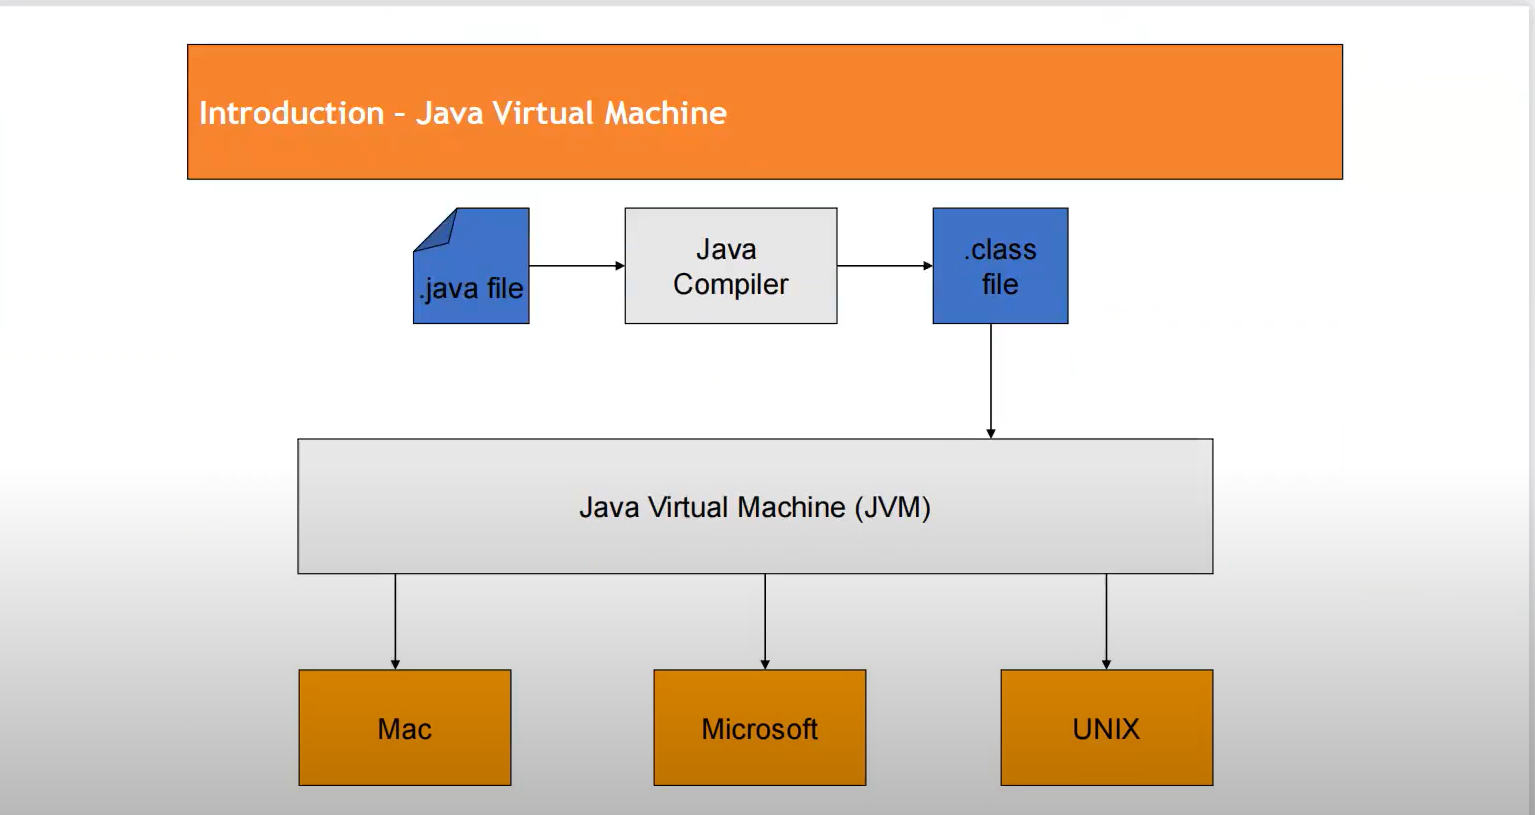 Introduction – Java Virtual Machine
.java file
Java
Compiler
.class
file
Java Virtual Machine (JVM)
Mac
Microsoft
UNIX